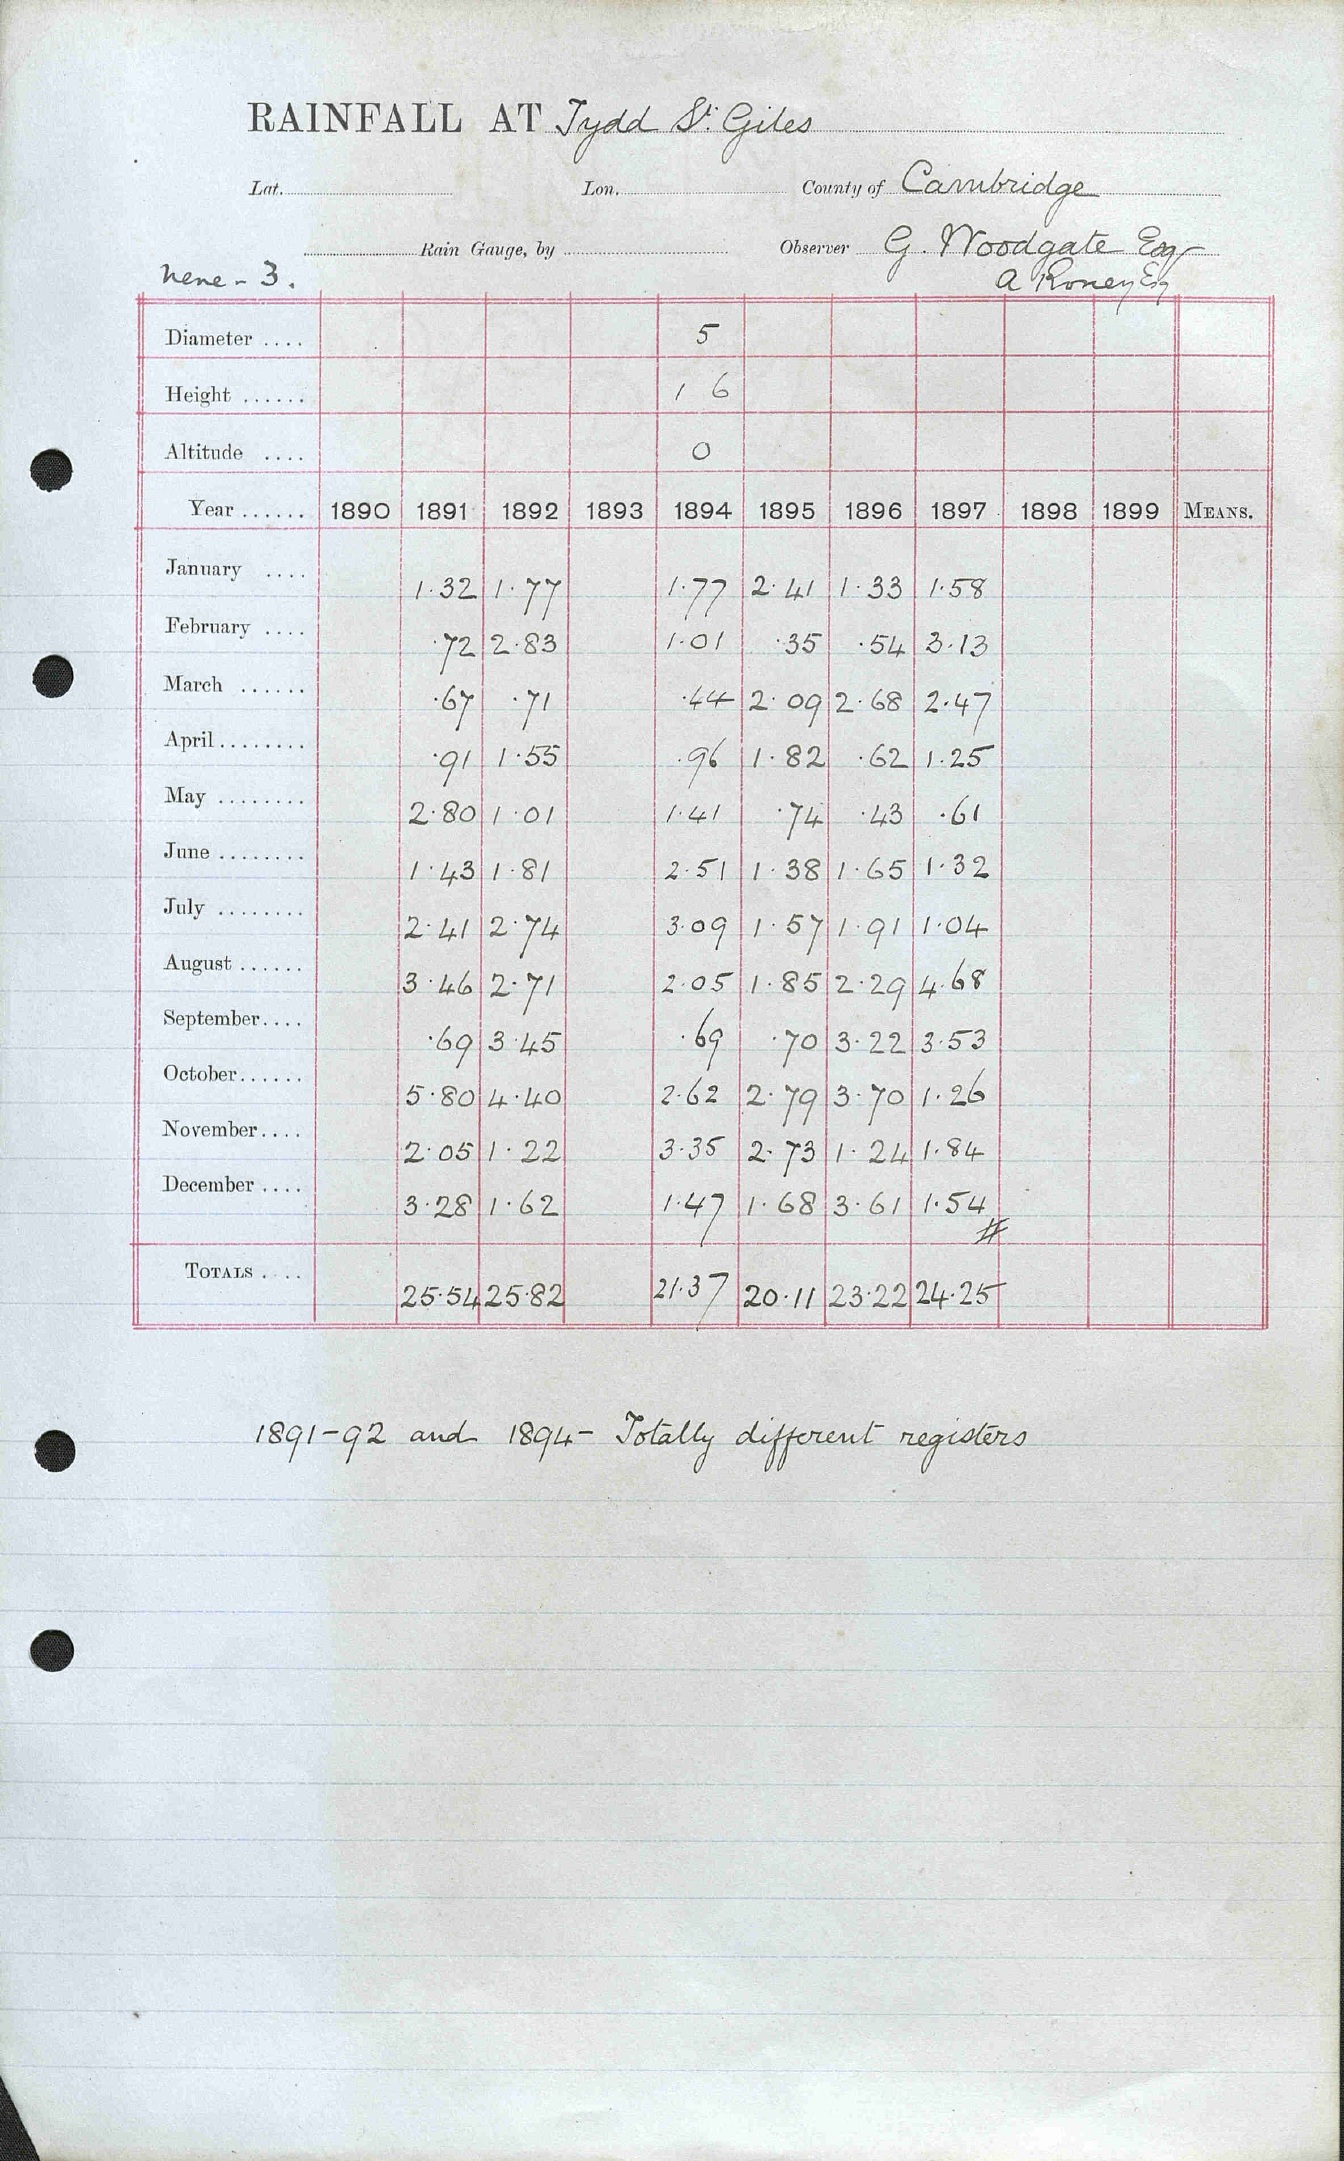 RAINFALL AT Tydd St. Giles
Lat. Lon. County of Cambridge
Rain Gauge, by Observer G. Woodgate Esqr
Nene - 3. A Roney Esq
Diameter .... 5
Height ...... 1 6
Altitude .... 0
Year ...... 1890 1891 1892 1893 1894 1895 1896 1897 1898 1899 MEANS.
January .... 1.32 1.77 1.77 2.41 1.33 1.58
February .... .72 2.83 1.01 .35 .54 3.13
March ...... .67 .71 .44 2.09 2.68 2.47
April ........ .91 1.55 .96 1.82 .62 1.25
May ........ 2.80 1.01 1.41 .74 .43 .61
June ........ 1.43 1.81 2.51 1.38 1.65 1.32
July ........ 2.41 2.74 3.09 1.57 1.91 1.04
August ...... 3.46 2.71 2.05 1.85 2.29 4.68
September .... .69 3.45 .69 .70 3.22 3.53
October ...... 5.80 4.40 2.62 2.79 3.70 1.26
November .... 2.05 1.22 3.35 2.73 1.24 1.84
December .... 3.28 1.62 1.47 1.68 3.61 1.54
#
TOTALS .... 25.54 25.82 21.37 20.11 23.22 24.25
1891-92 and 1894- Totally different registers